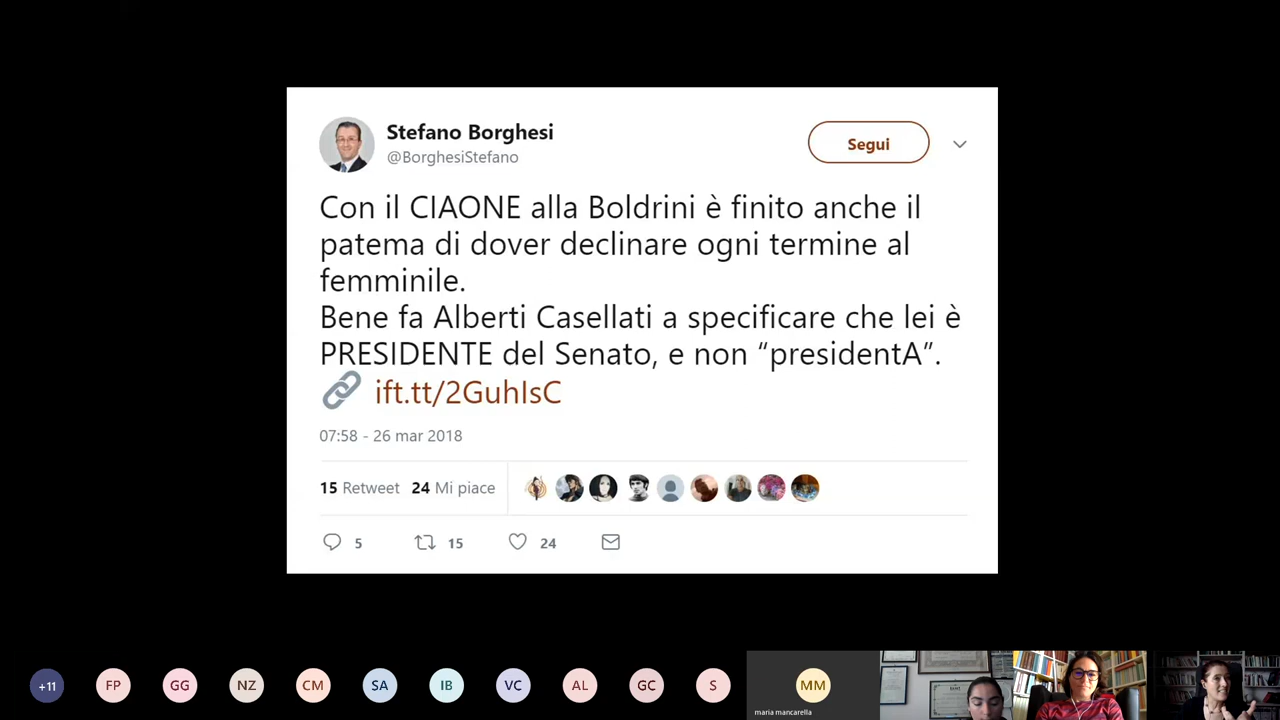 Stefano Borghesi
@BorghesiStefano
Segui
Con il CIAONE alla Boldrini è finito anche il
patema di dover declinare ogni termine al
femminile.
Bene fa Alberti Casellati a specificare che lei è
PRESIDENTE del Senato, e non “presidentA”.
ift.tt/2GuhIsC
07:58 - 26 mar 2018
15 Retweet 24 Mi piace
5 15 24
+11 FP GG NZ CM SA IB VC AL GC S MM
maria mancarella